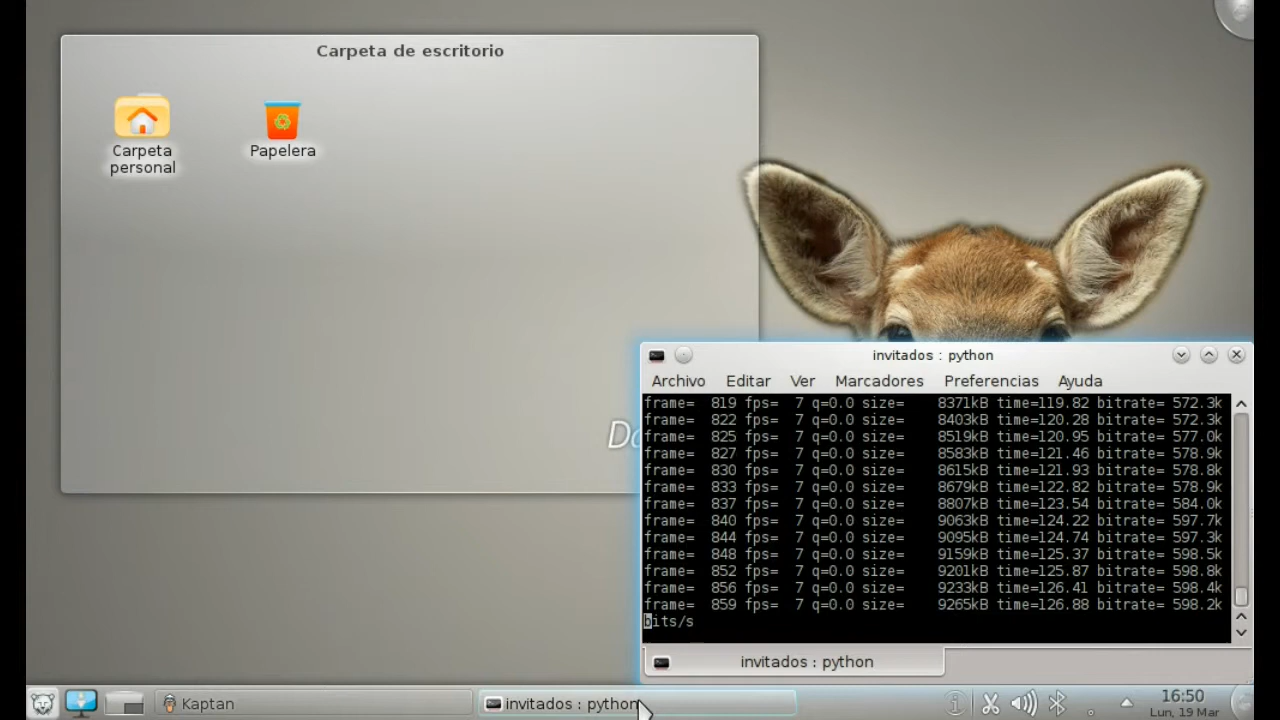 Carpeta de escritorio
Carpeta
personal
Papelera
invitados : python
Archivo Editar Ver Marcadores Preferencias Ayuda
frame=  819 fps=  7 q=0.0 size=    8371kB time=119.82 bitrate= 572.3k
frame=  822 fps=  7 q=0.0 size=    8403kB time=120.28 bitrate= 572.3k
frame=  825 fps=  7 q=0.0 size=    8519kB time=120.95 bitrate= 577.0k
frame=  827 fps=  7 q=0.0 size=    8583kB time=121.46 bitrate= 578.9k
frame=  830 fps=  7 q=0.0 size=    8615kB time=121.93 bitrate= 578.8k
frame=  833 fps=  7 q=0.0 size=    8679kB time=122.82 bitrate= 578.9k
frame=  837 fps=  7 q=0.0 size=    8807kB time=123.54 bitrate= 584.0k
frame=  840 fps=  7 q=0.0 size=    9063kB time=124.22 bitrate= 597.7k
frame=  844 fps=  7 q=0.0 size=    9095kB time=124.74 bitrate= 597.3k
frame=  848 fps=  7 q=0.0 size=    9159kB time=125.37 bitrate= 598.5k
frame=  852 fps=  7 q=0.0 size=    9201kB time=125.87 bitrate= 598.8k
frame=  856 fps=  7 q=0.0 size=    9233kB time=126.41 bitrate= 598.4k
frame=  859 fps=  7 q=0.0 size=    9265kB time=126.88 bitrate= 598.2k
bits/s
invitados : python
Kaptan
invitados : python
16:50
Lun, 19 Mar